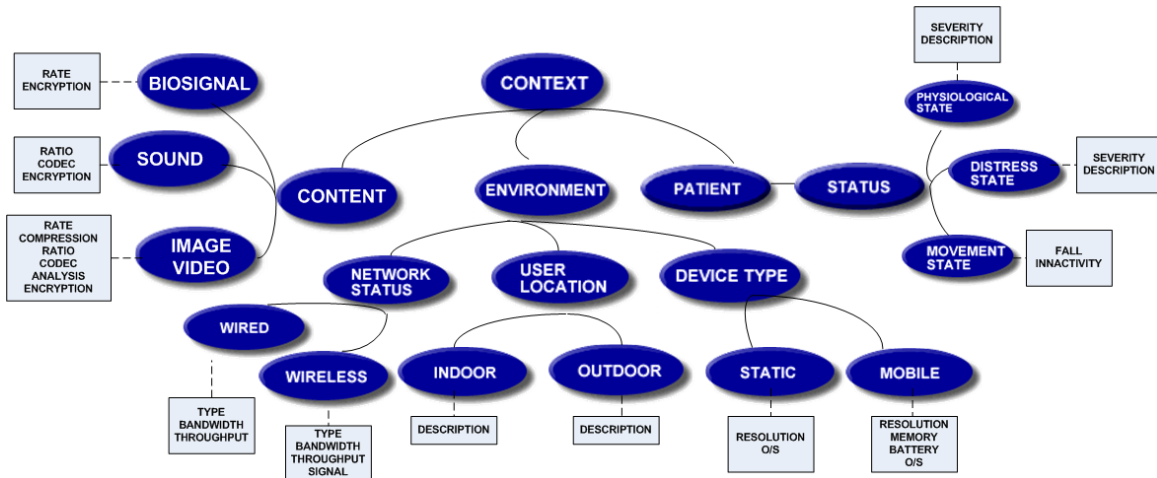 SEVERITY
DESCRIPTION
RATE
ENCRYPTION
BIOSIGNAL
CONTEXT
PHYSIOLOGICAL
STATE
RATIO
CODEC
ENCRYPTION
SOUND
CONTENT
ENVIRONMENT
PATIENT
STATUS
DISTRESS
STATE
SEVERITY
DESCRIPTION
RATE
COMPRESSION
RATIO
CODEC
ANALYSIS
ENCRYPTION
IMAGE
VIDEO
NETWORK
STATUS
USER
LOCATION
DEVICE TYPE
MOVEMENT
STATE
FALL
INNACTIVITY
WIRED
WIRELESS
INDOOR
OUTDOOR
STATIC
MOBILE
TYPE
BANDWIDTH
THROUGHPUT
TYPE
BANDWIDTH
THROUGHPUT
SIGNAL
DESCRIPTION
DESCRIPTION
RESOLUTION
O/S
RESOLUTION
MEMORY
BATTERY
O/S